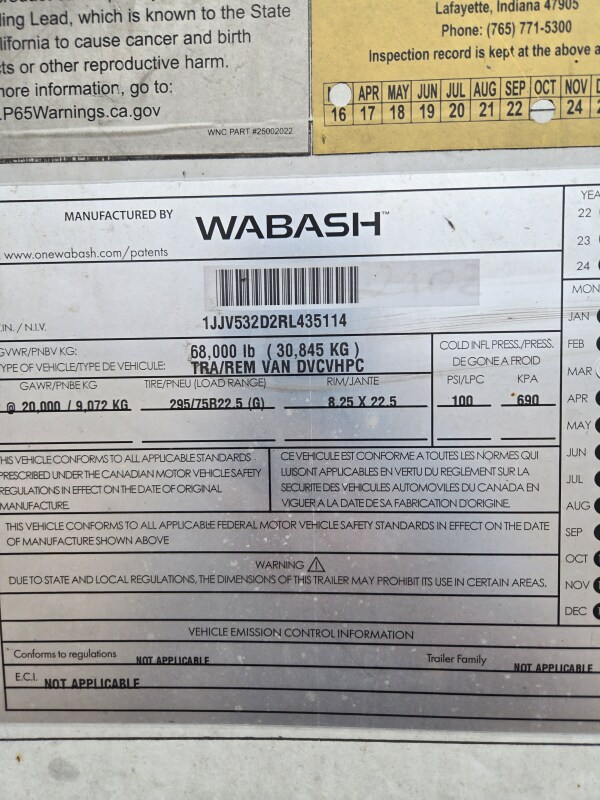 ing Lead, which is known to the State
lifornia to cause cancer and birth
ts or other reproductive harm.
more information, go to:
.P65Warnings.ca.gov
WNC PART #25002022
Lafayette, Indiana 47905
Phone: (765) 771-5300
Inspection record is kept at the above a
APR MAY JUN JUL AUG SEP OCT NOV D
16 17 18 19 20 21 22 24 2
MANUFACTURED BY WABASH™
www.onewabash.com/patents
.IN. / N.I.V. 1JJV532D2RL435114
GVWR/PNBV KG: 68,000 lb ( 30,845 KG )
YPE OF VEHICLE/TYPE DE VEHICULE: TRA/REM VAN DVCVHPC
COLD INFL PRESS./PRESS.
DE GONE A FROID
GAWR/PNBE KG TIRE/PNEU (LOAD RANGE) RIM/JANTE PSI/LPC KPA
@ 20,000 / 9,072 KG 295/75R22.5 (G) 8.25 X 22.5 100 690
HIS VEHICLE CONFORMS TO ALL APPLICABLE STANDARDS
PRESCRIBED UNDER THE CANADIAN MOTOR VEHICLE SAFETY
REGULATIONS IN EFFECT ON THE DATE OF ORIGINAL
MANUFACTURE
CE VEHICULE EST CONFORME A TOUTES LES NORMES QUI
LUI SONT APPLICABLES EN VERTU DU REGLEMENT SUR LA
SECURITE DES VEHICULES AUTOMOVILES DU CANADA EN
VIGUER A LA DATE DE SA FABRICATION D'ORIGINE.
THIS VEHICLE CONFORMS TO ALL APPLICABLE FEDERAL MOTOR VEHICLE SAFETY STANDARDS IN EFFECT ON THE DATE
OF MANUFACTURE SHOWN ABOVE
WARNING
DUE TO STATE AND LOCAL REGULATIONS, THE DIMENSIONS OF THIS TRAILER MAY PROHIBIT ITS USE IN CERTAIN AREAS.
VEHICLE EMISSION CONTROL INFORMATION
Conforms to regulations NOT APPLICABLE Trailer Family NOT APPLICABLE
E.C.I. NOT APPLICABLE
YEA
22
23
24
MON
JAN
FEB
MAR
APR
MAY
JUN
JUL
AUG
SEP
OCT
NOV
DEC